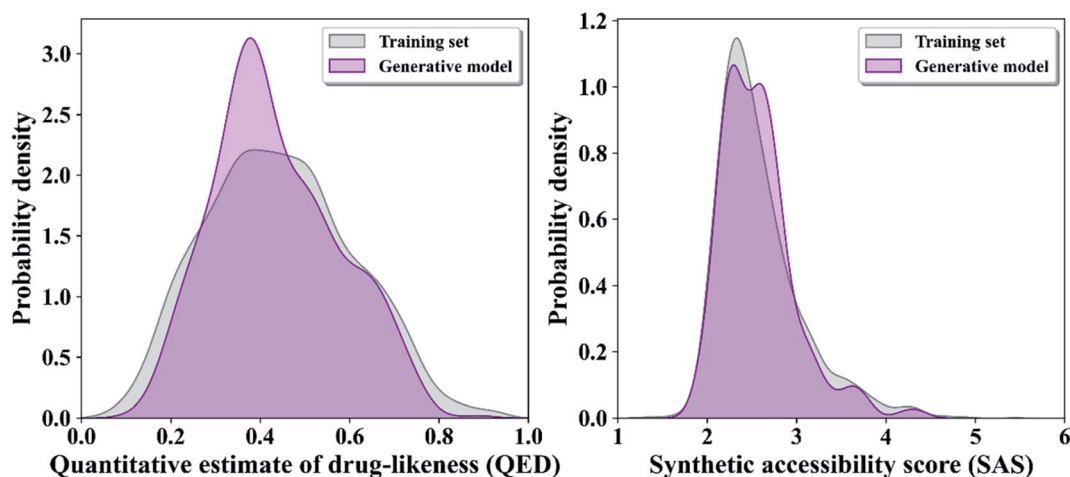 Training set
Generative model
3.0
2.5
2.0
1.5
1.0
0.5
0.0
Probability density
0.0 0.2 0.4 0.6 0.8 1.0
Quantitative estimate of drug-likeness (QED)
Training set
Generative model
1.2
1.0
0.8
0.6
0.4
0.2
0.0
Probability density
1 2 3 4 5 6
Synthetic accessibility score (SAS)